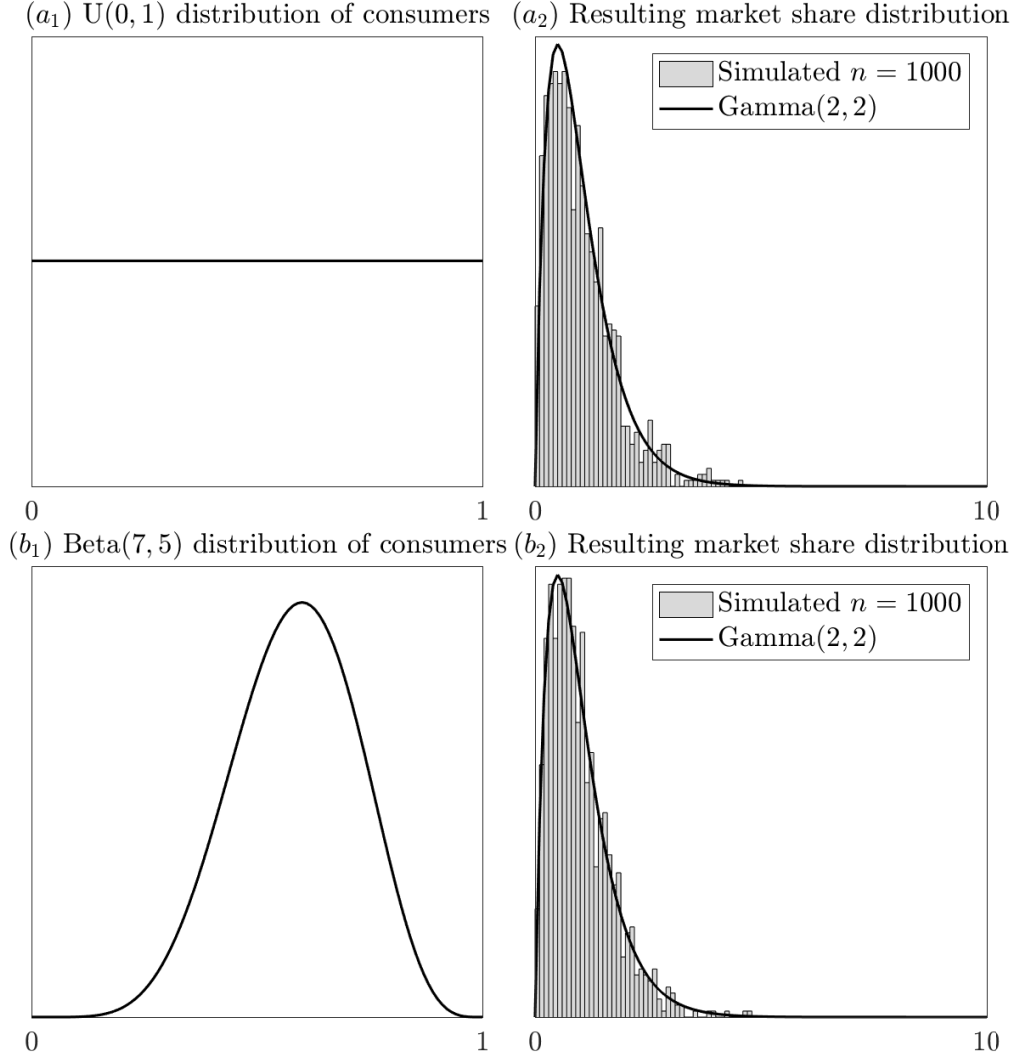 (a₁) U(0, 1) distribution of consumers
(a₂) Resulting market share distribution
Simulated n = 1000
Gamma(2, 2)
0
1
0
10
(b₁) Beta(7, 5) distribution of consumers
(b₂) Resulting market share distribution
Simulated n = 1000
Gamma(2, 2)
0
1
0
10